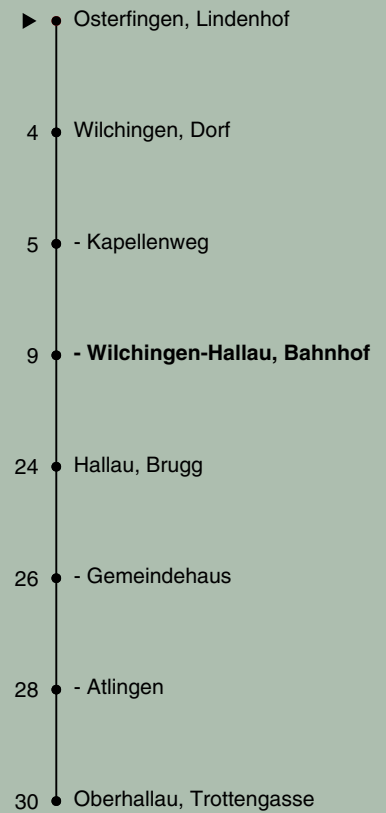 Osterfingen, Lindenhof
4 Wilchingen, Dorf
5 - Kapellenweg
9 - Wilchingen-Hallau, Bahnhof
24 Hallau, Brugg
26 - Gemeindehaus
28 - Atlingen
30 Oberhallau, Trottengasse